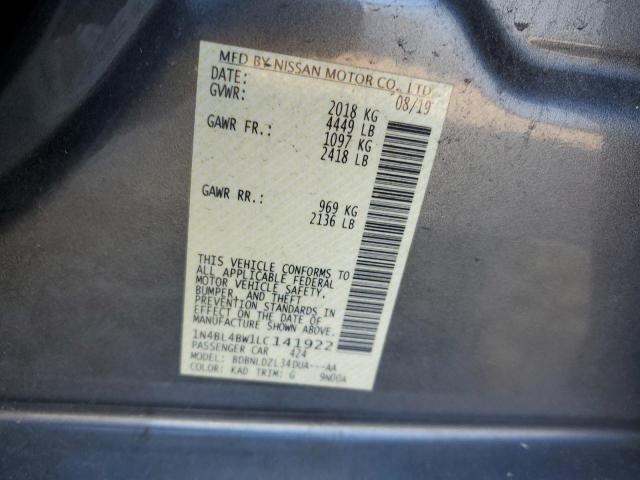 MFD BY NISSAN MOTOR CO., LTD.
DATE: 08/19
GVWR: 2018 KG
4449 LB
GAWR FR.: 1097 KG
2418 LB
GAWR RR.: 969 KG
2136 LB
THIS VEHICLE CONFORMS TO
ALL APPLICABLE FEDERAL
MOTOR VEHICLE SAFETY,
BUMPER, AND THEFT
PREVENTION STANDARDS IN
EFFECT ON THE DATE OF
MANUFACTURE SHOWN ABOVE.
1N4BL4BW1LC141922
PASSENGER CAR 424
MODEL: BDBNLDZL34DUA---AA
COLOR: KAD TRIM: G 9N00A